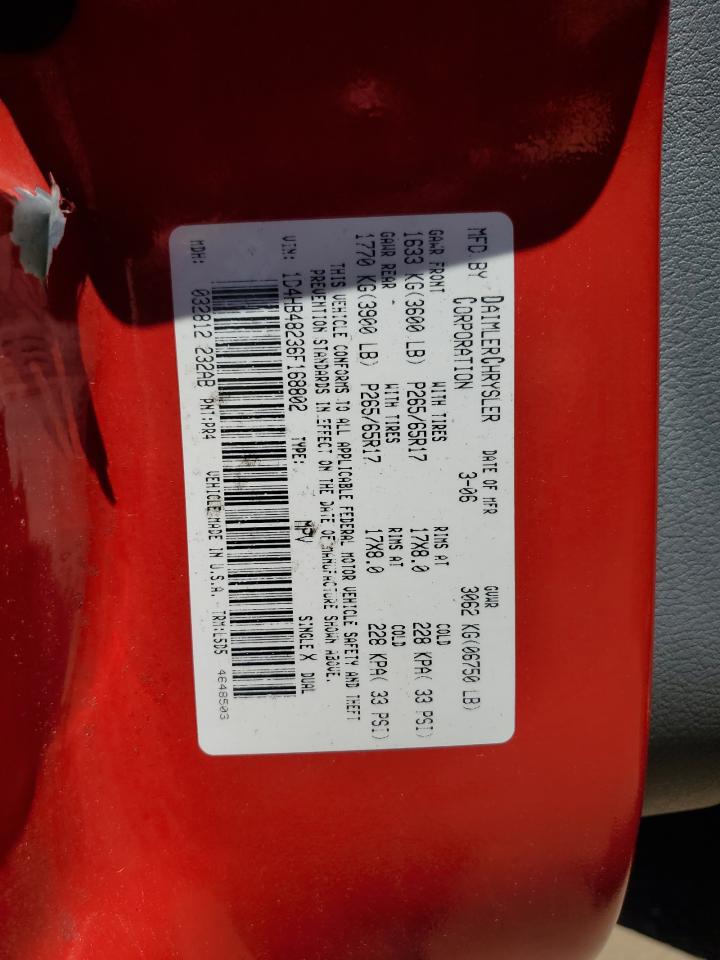 MFD BY DAIMLERCHRYSLER DATE OF MFR GVWR
CORPORATION 3-06 3062 KG(06750 LB)
GAWR FRONT WITH TIRES RIMS AT COLD
1633 KG(3600 LB) P265/65R17 17X8.0 228 KPA( 33 PSI)
GAWR REAR WITH TIRES RIMS AT COLD
1770 KG(3900 LB) P265/65R17 17X8.0 228 KPA( 33 PSI)
THIS VEHICLE CONFORMS TO ALL APPLICABLE FEDERAL MOTOR VEHICLE SAFETY AND THEFT
PREVENTION STANDARDS IN EFFECT ON THE DATE OF MANUFACTURE SHOWN ABOVE.
VIN: 1D4HB48236F168802 TYPE: MPV SINGLE X DUAL
MDH: 032812 232AB PNT:PR4 VEHICLE MADE IN U.S.A. TRM:L5D5 4648503